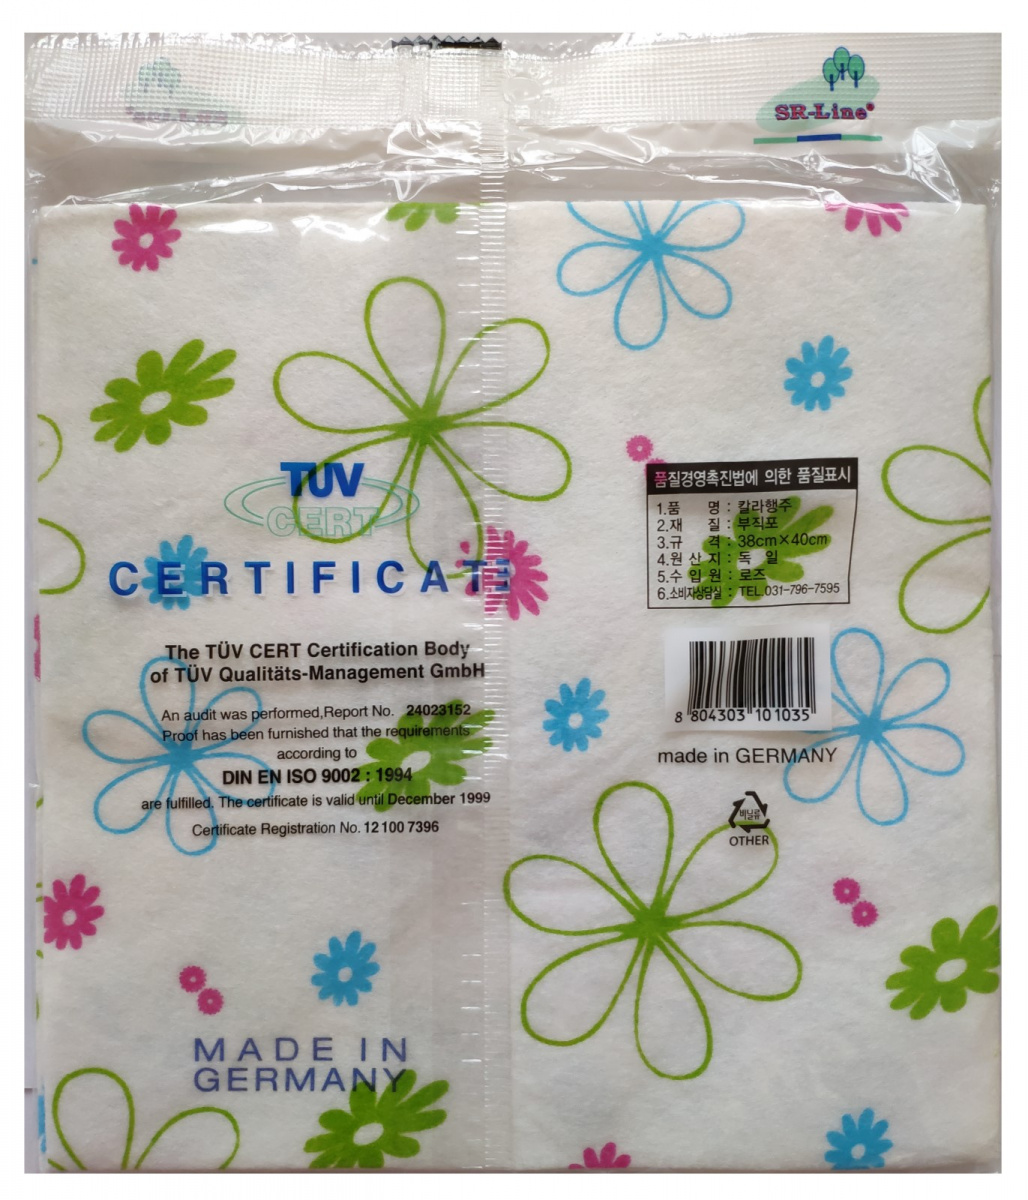 SR-Line®
TÜV
CERT
CERTIFICATE
The TÜV CERT Certification Body
of TÜV Qualitäts-Management GmbH
An audit was performed,Report No. 24023152
Proof has been furnished that the requirements
according to
DIN EN ISO 9002 : 1994
are fulfilled. The certificate is valid until December 1999
Certificate Registration No. 12 100 7396
MADE IN
GERMANY
품질경영촉진법에 의한 품질표시
1.품 명 : 칼라행주
2.재 질 : 부직포
3.규 격 : 38cm×40cm
4.원 산 지 : 독 일
5.수 입 원 : 로즈
6.소비자상담실 : TEL.031-796-7595
8 804303 101035
made in GERMANY
비닐류
OTHER